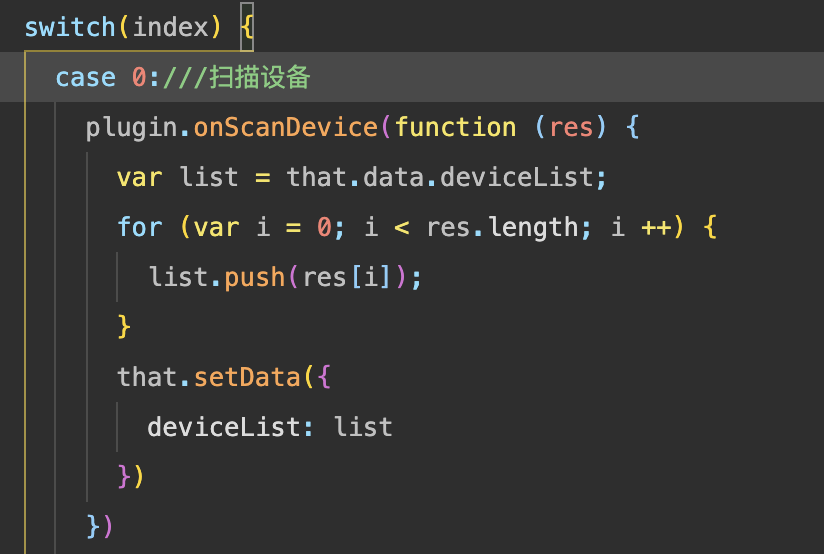 switch(index) {
case 0:///扫描设备
plugin.onScanDevice(function (res) {
var list = that.data.deviceList;
for (var i = 0; i < res.length; i ++) {
list.push(res[i]);
}
that.setData({
deviceList: list
})
})